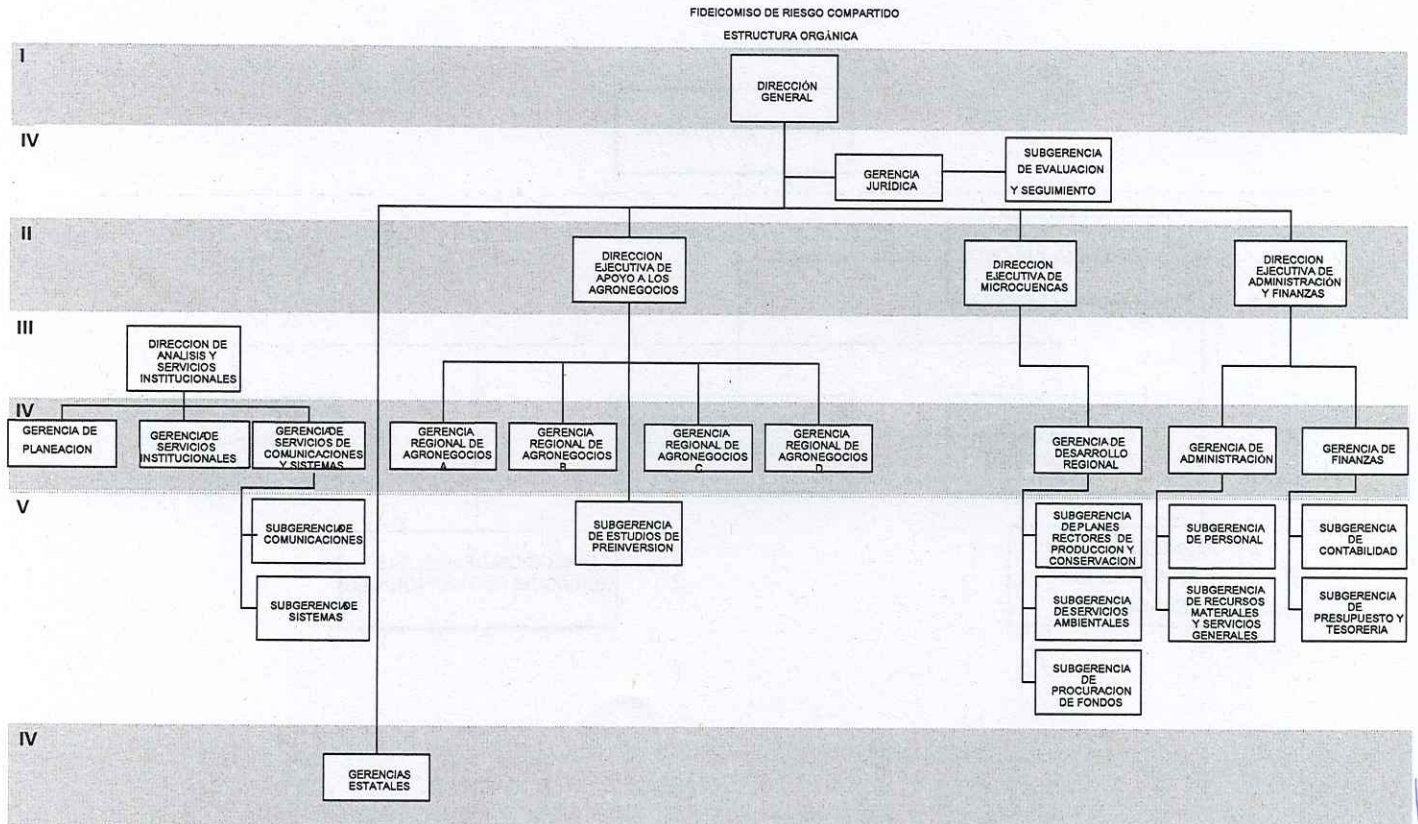 FIDEICOMISO DE RIESGO COMPARTIDO
ESTRUCTURA ORGÁNICA
I
DIRECCIÓN
GENERAL
IV
GERENCIA
JURÍDICA
SUBGERENCIA
DE EVALUACION
Y SEGUIMIENTO
II
DIRECCION
EJECUTIVA DE
APOYO A LOS
AGRONEGOCIOS
DIRECCION
EJECUTIVA DE
MICROCUENCAS
DIRECCION
EJECUTIVA DE
ADMINISTRACIÓN
Y FINANZAS
III
DIRECCION DE
ANALISIS Y
SERVICIOS
INSTITUCIONALES
IV
GERENCIA DE
PLANEACION
GERENCIA DE
SERVICIOS
INSTITUCIONALES
GERENCIA DE
SERVICIOS DE
COMUNICACIONES
Y SISTEMAS
GERENCIA
REGIONAL DE
AGRONEGOCIOS
A
GERENCIA
REGIONAL DE
AGRONEGOCIOS
B
GERENCIA
REGIONAL DE
AGRONEGOCIOS
C
GERENCIA
REGIONAL DE
AGRONEGOCIOS
D
GERENCIA DE
DESARROLLO
REGIONAL
GERENCIA DE
ADMINISTRACIÓN
GERENCIA DE
FINANZAS
V
SUBGERENCIA DE
COMUNICACIONES
SUBGERENCIA DE
SISTEMAS
SUBGERENCIA
DE ESTUDIOS DE
PREINVERSION
SUBGERENCIA
DE PLANES
RECTORES DE
PRODUCCION Y
CONSERVACION
SUBGERENCIA
DE SERVICIOS
AMBIENTALES
SUBGERENCIA
DE
PROCURACION
DE FONDOS
SUBGERENCIA
DE PERSONAL
SUBGERENCIA
DE RECURSOS
MATERIALES
Y SERVICIOS
GENERALES
SUBGERENCIA
DE
CONTABILIDAD
SUBGERENCIA
DE
PRESUPUESTO Y
TESORERIA
IV
GERENCIAS
ESTATALES